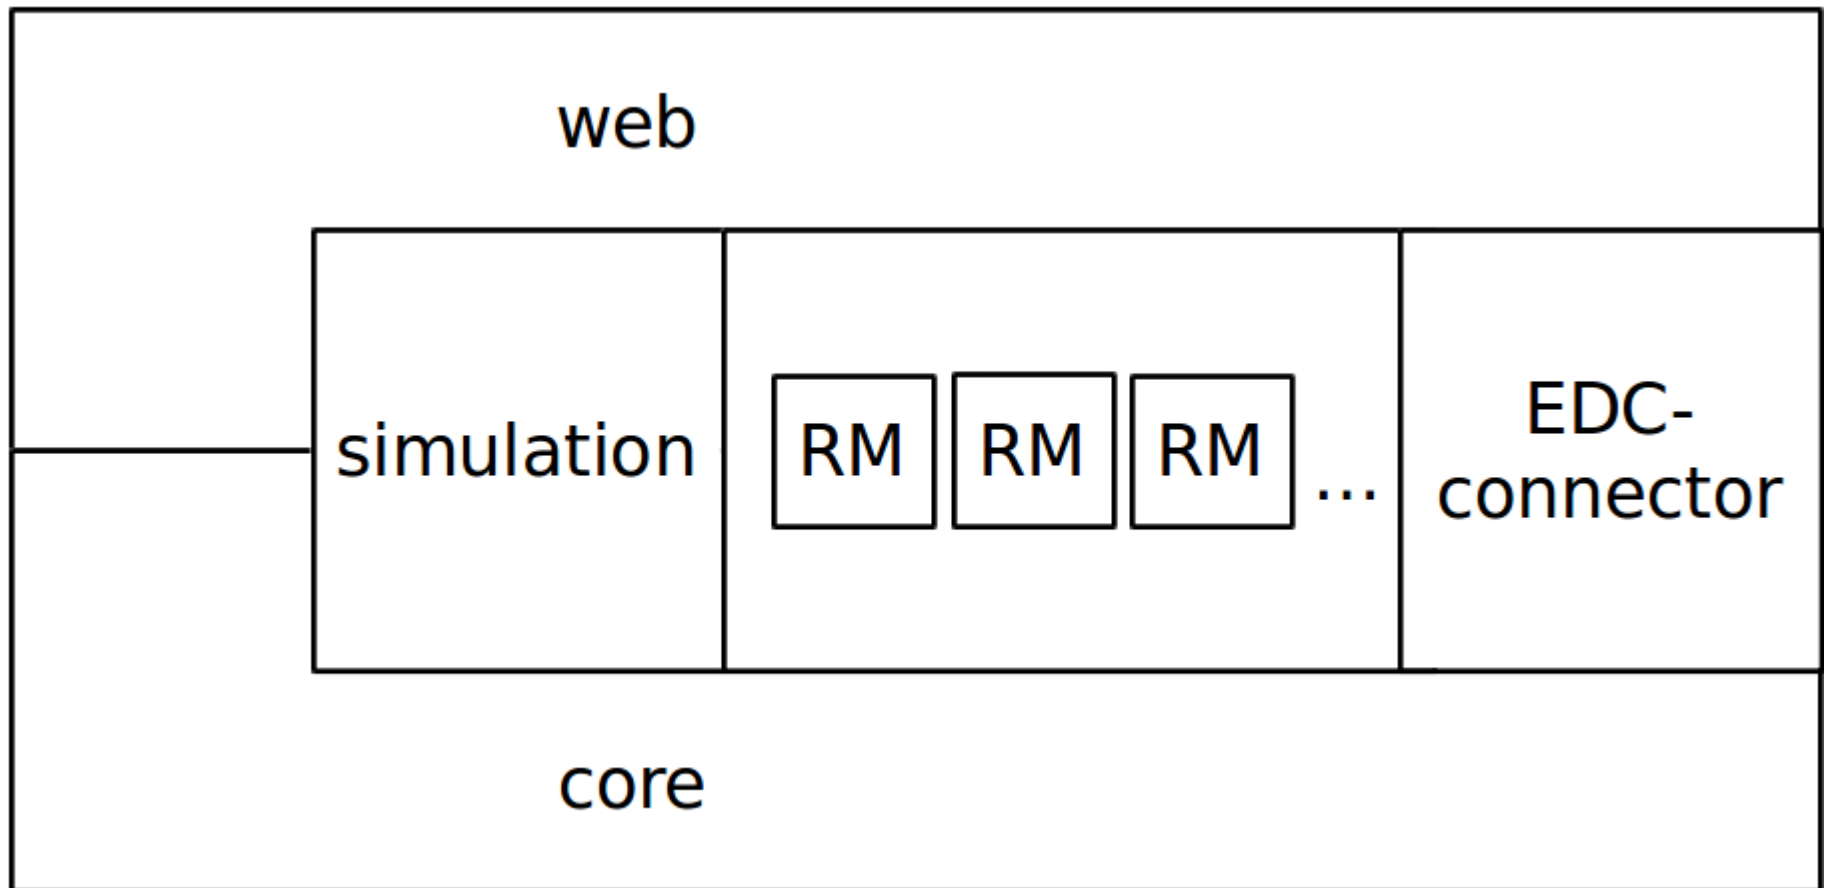 web
simulation
RM RM RM ...
EDC-
connector
core